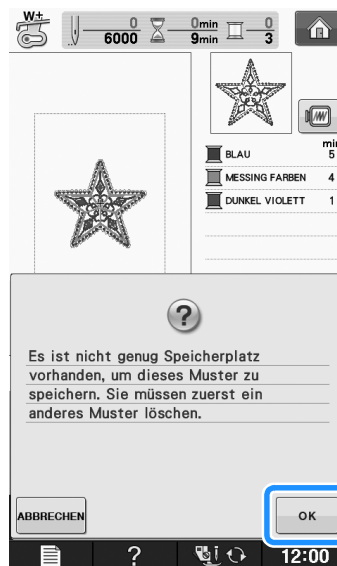 W+
0
6000
0min
9min
0
3
min
BLAU 5
MESSING FARBEN 4
DUNKEL VIOLETT 1
?
Es ist nicht genug Speicherplatz
vorhanden, um dieses Muster zu
speichern. Sie müssen zuerst ein
anderes Muster löschen.
ABBRECHEN OK
? 12:00